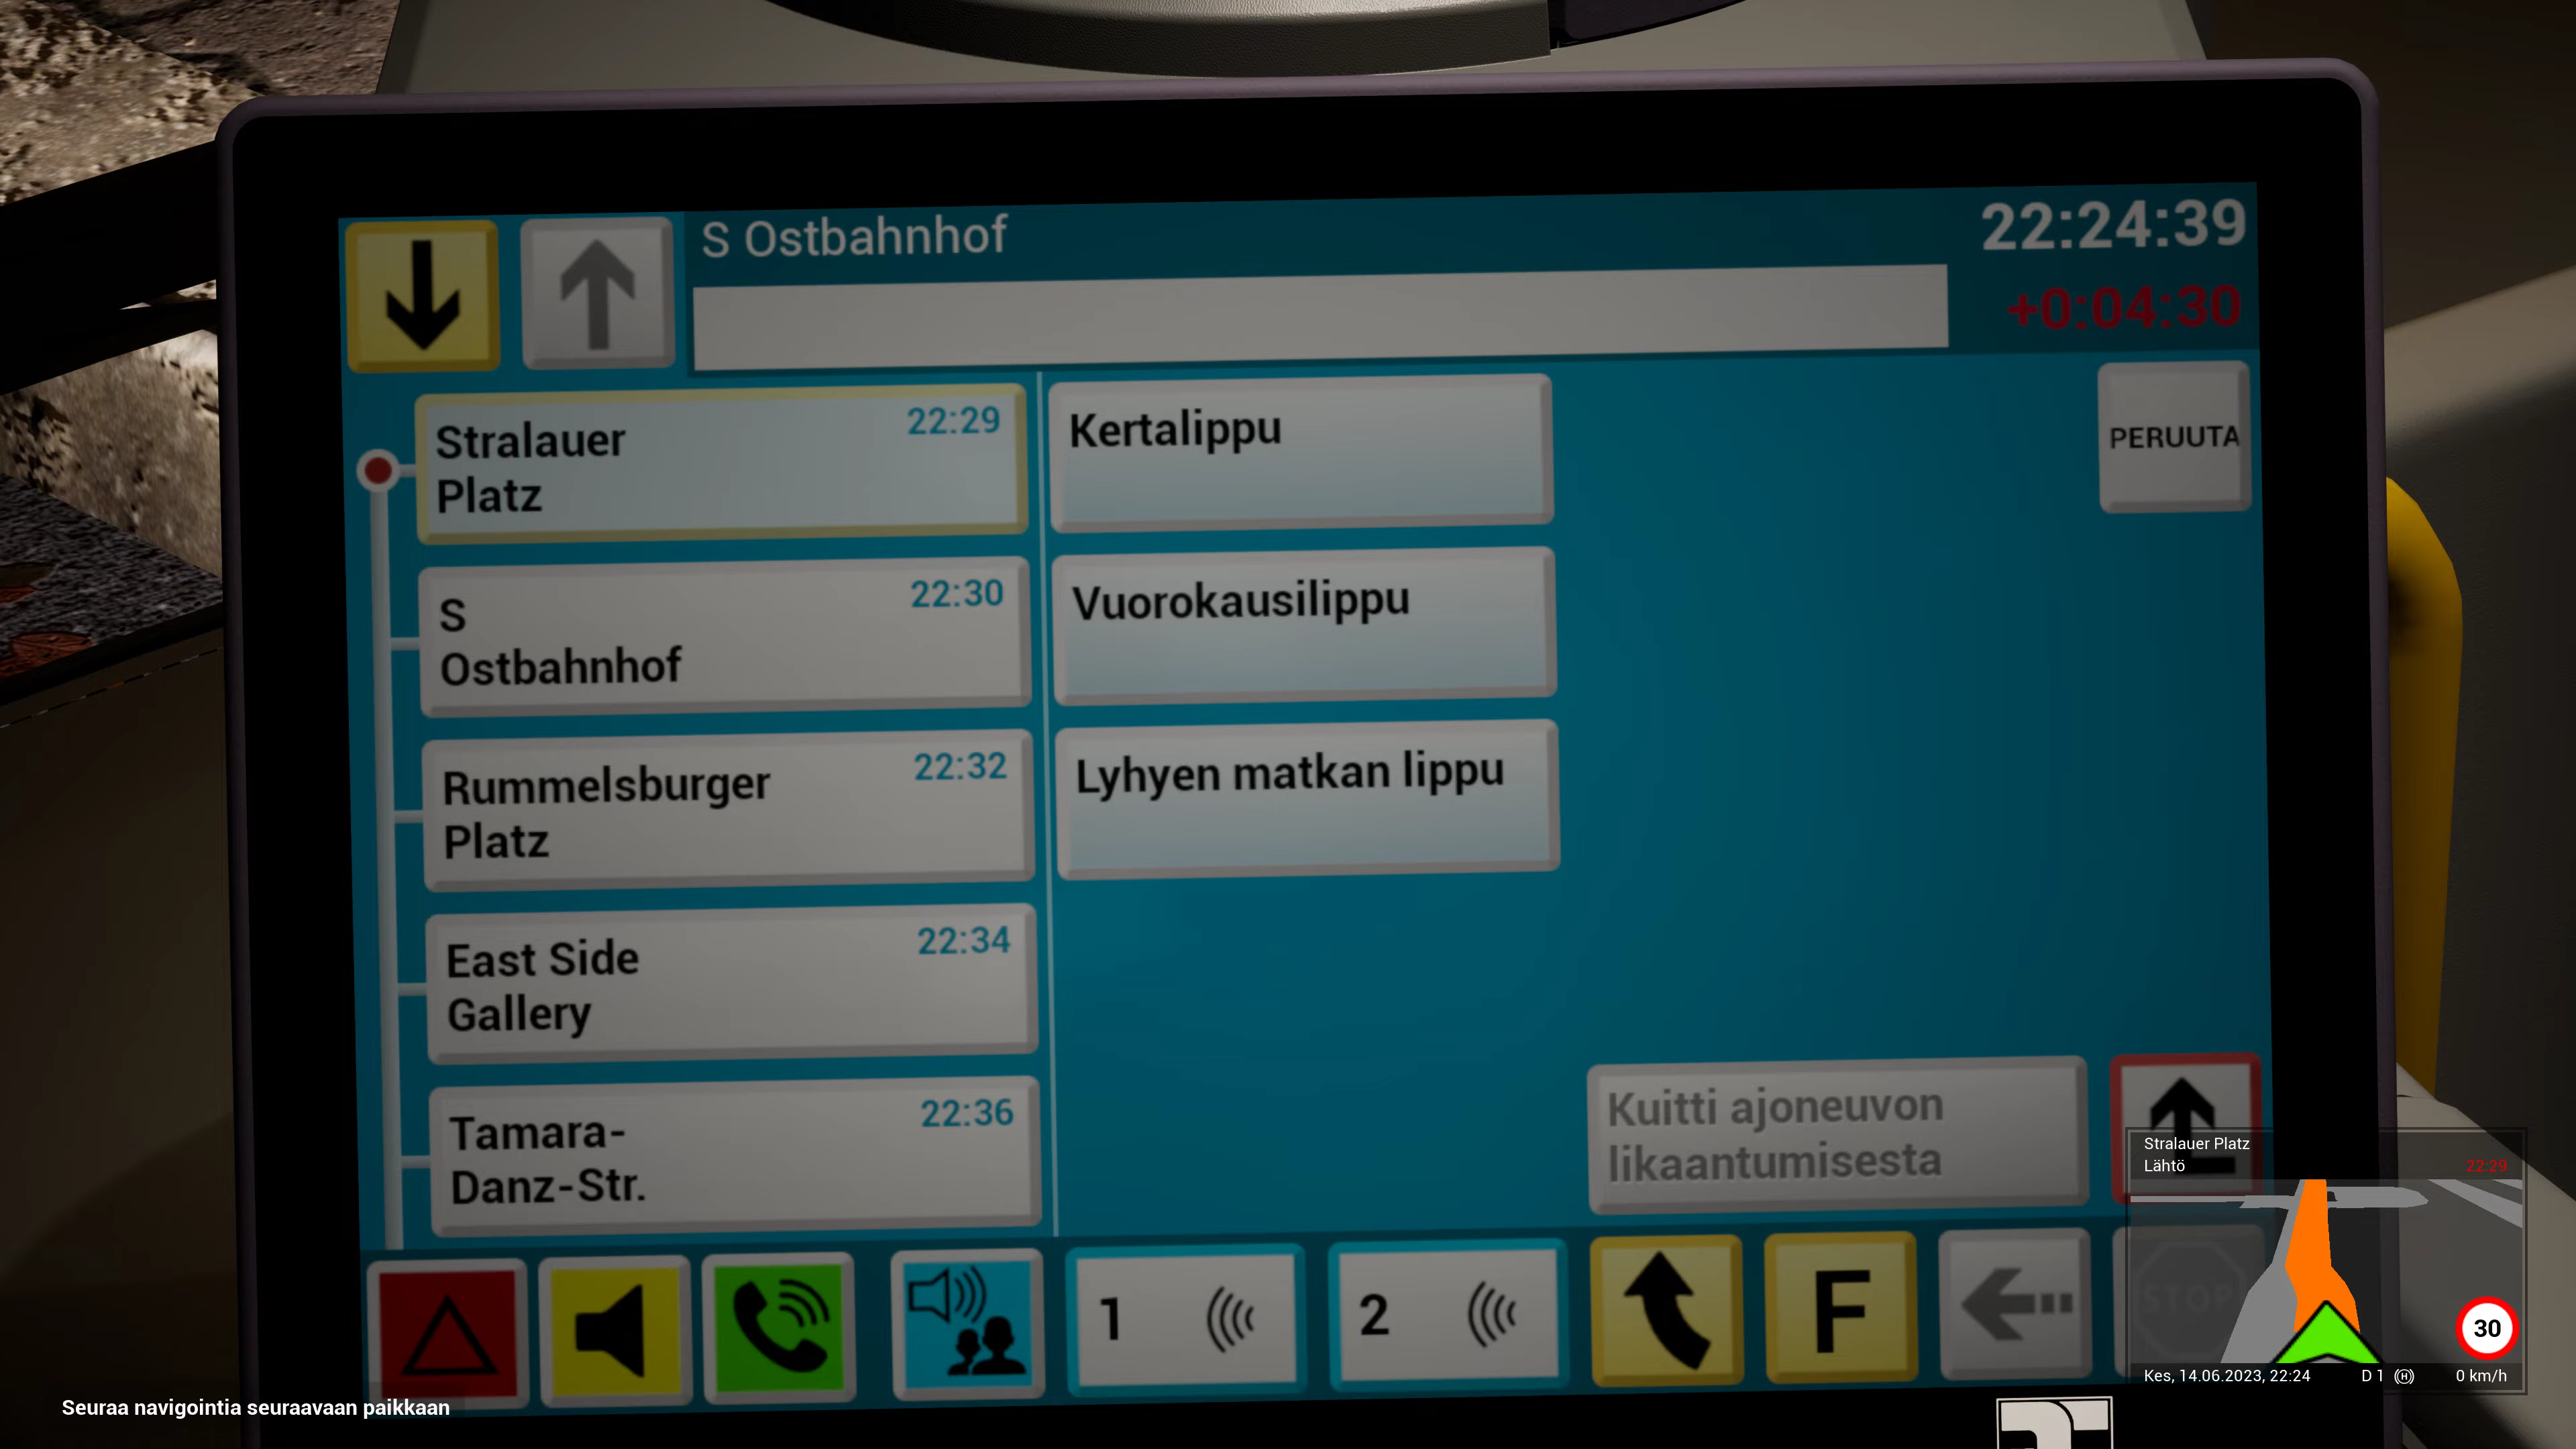 S Ostbahnhof
22:24:39
+0:04:30
Stralauer
Platz
22:29
S
Ostbahnhof
22:30
Rummelsburger
Platz
22:32
East Side
Gallery
22:34
Tamara-
Danz-Str.
22:36
Kertalippu
Vuorokausilippu
Lyhyen matkan lippu
PERUUTA
Kuitti ajoneuvon
likaantumisesta
1
2
F
STOP
Stralauer Platz
Lähtö 22:29
30
Kes, 14.06.2023, 22:24 D 1 (H) 0 km/h
Seuraa navigointia seuraavaan paikkaan